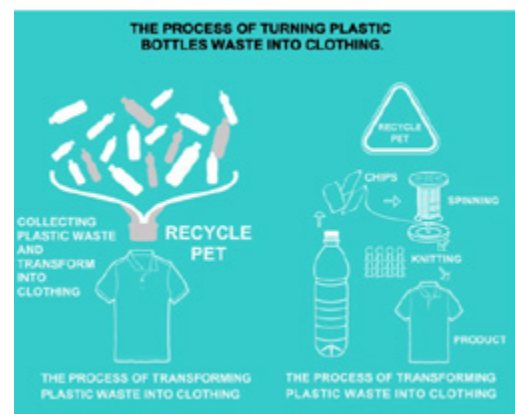 THE PROCESS OF TURNING PLASTIC
BOTTLES WASTE INTO CLOTHING.
COLLECTING
PLASTIC WASTE
AND
TRANSFORM
INTO
CLOTHING
RECYCLE
PET
THE PROCESS OF TRANSFORMING
PLASTIC WASTE INTO CLOTHING
RECYCLE
PET
CHIPS
SPINNING
KNITTING
PRODUCT
THE PROCESS OF TRANSFORMING
PLASTIC WASTE INTO CLOTHING